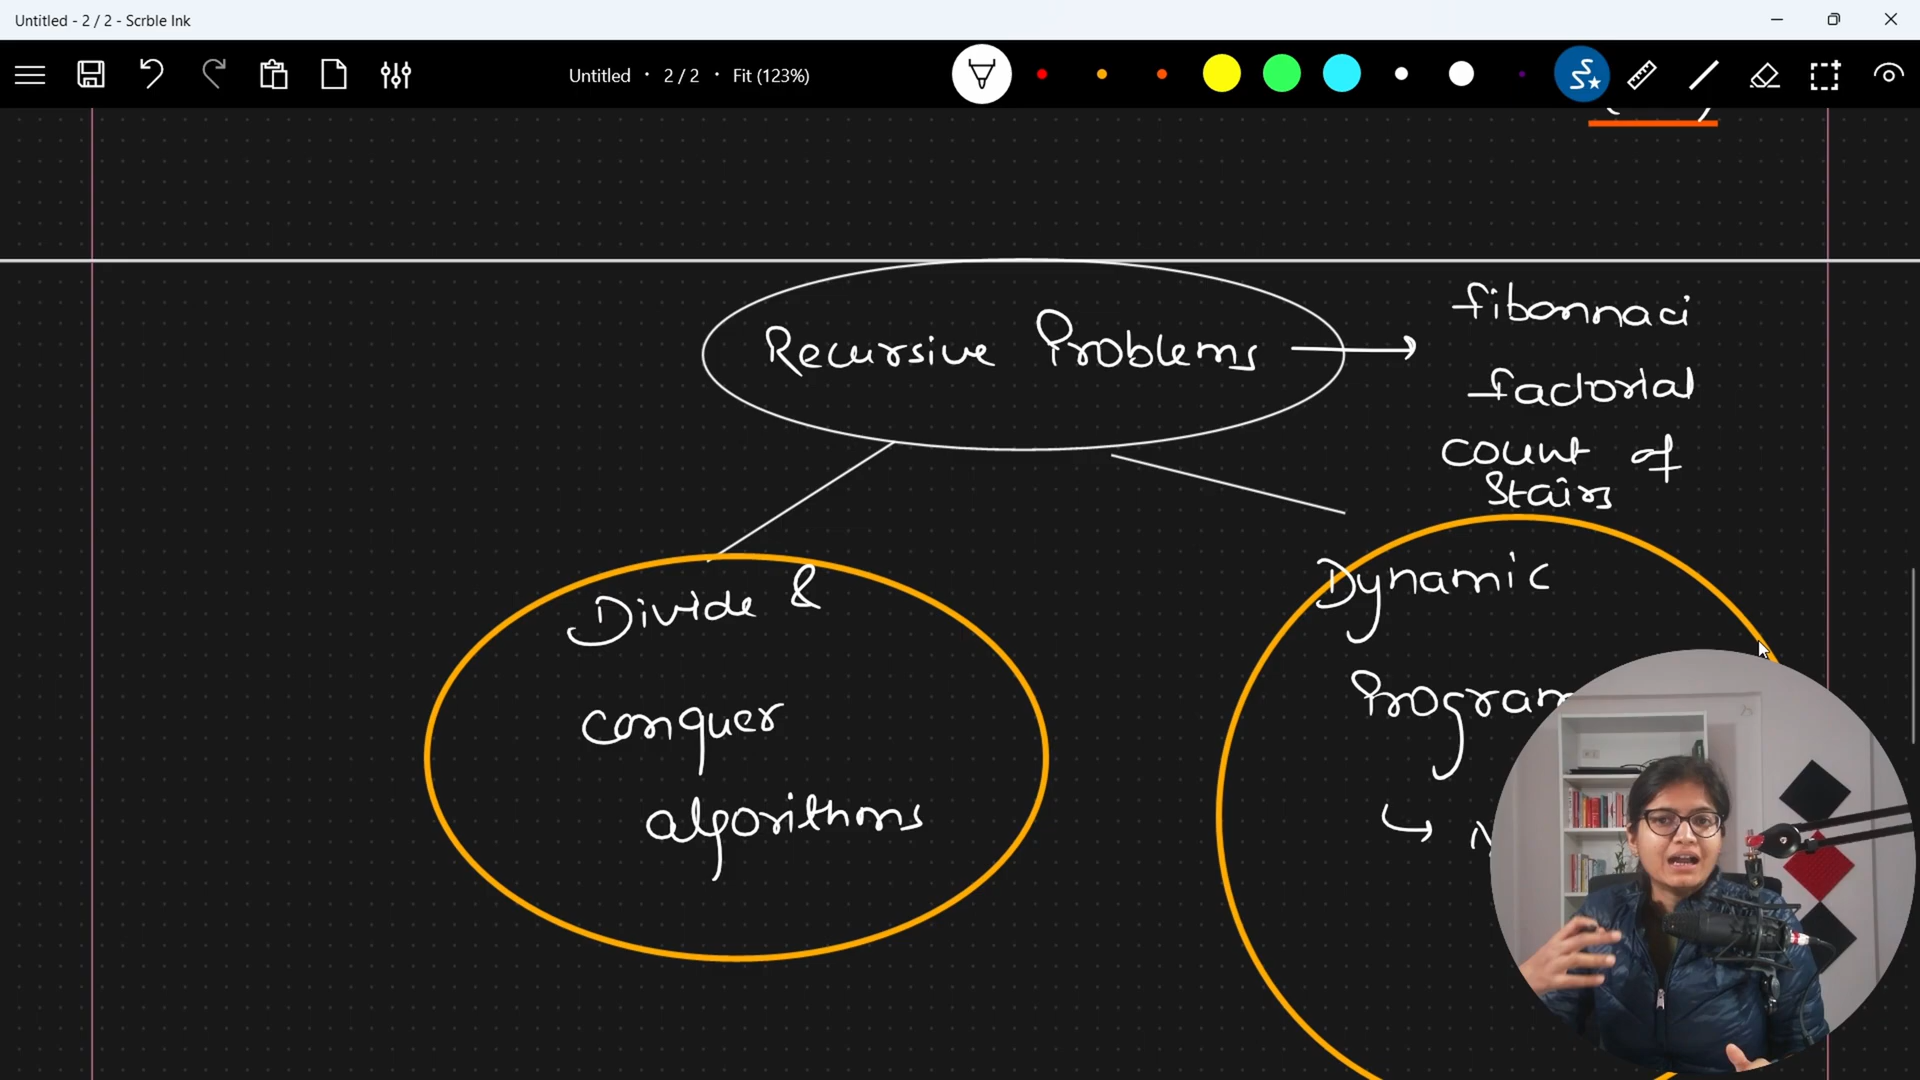 Untitled - 2 / 2 - Scrble Ink
Untitled • 2 / 2 • Fit (123%)
Recursive Problems
fibonnaci
factorial
count of
Stairs
Divide &
conquer
algorithms
Dynamic
Program